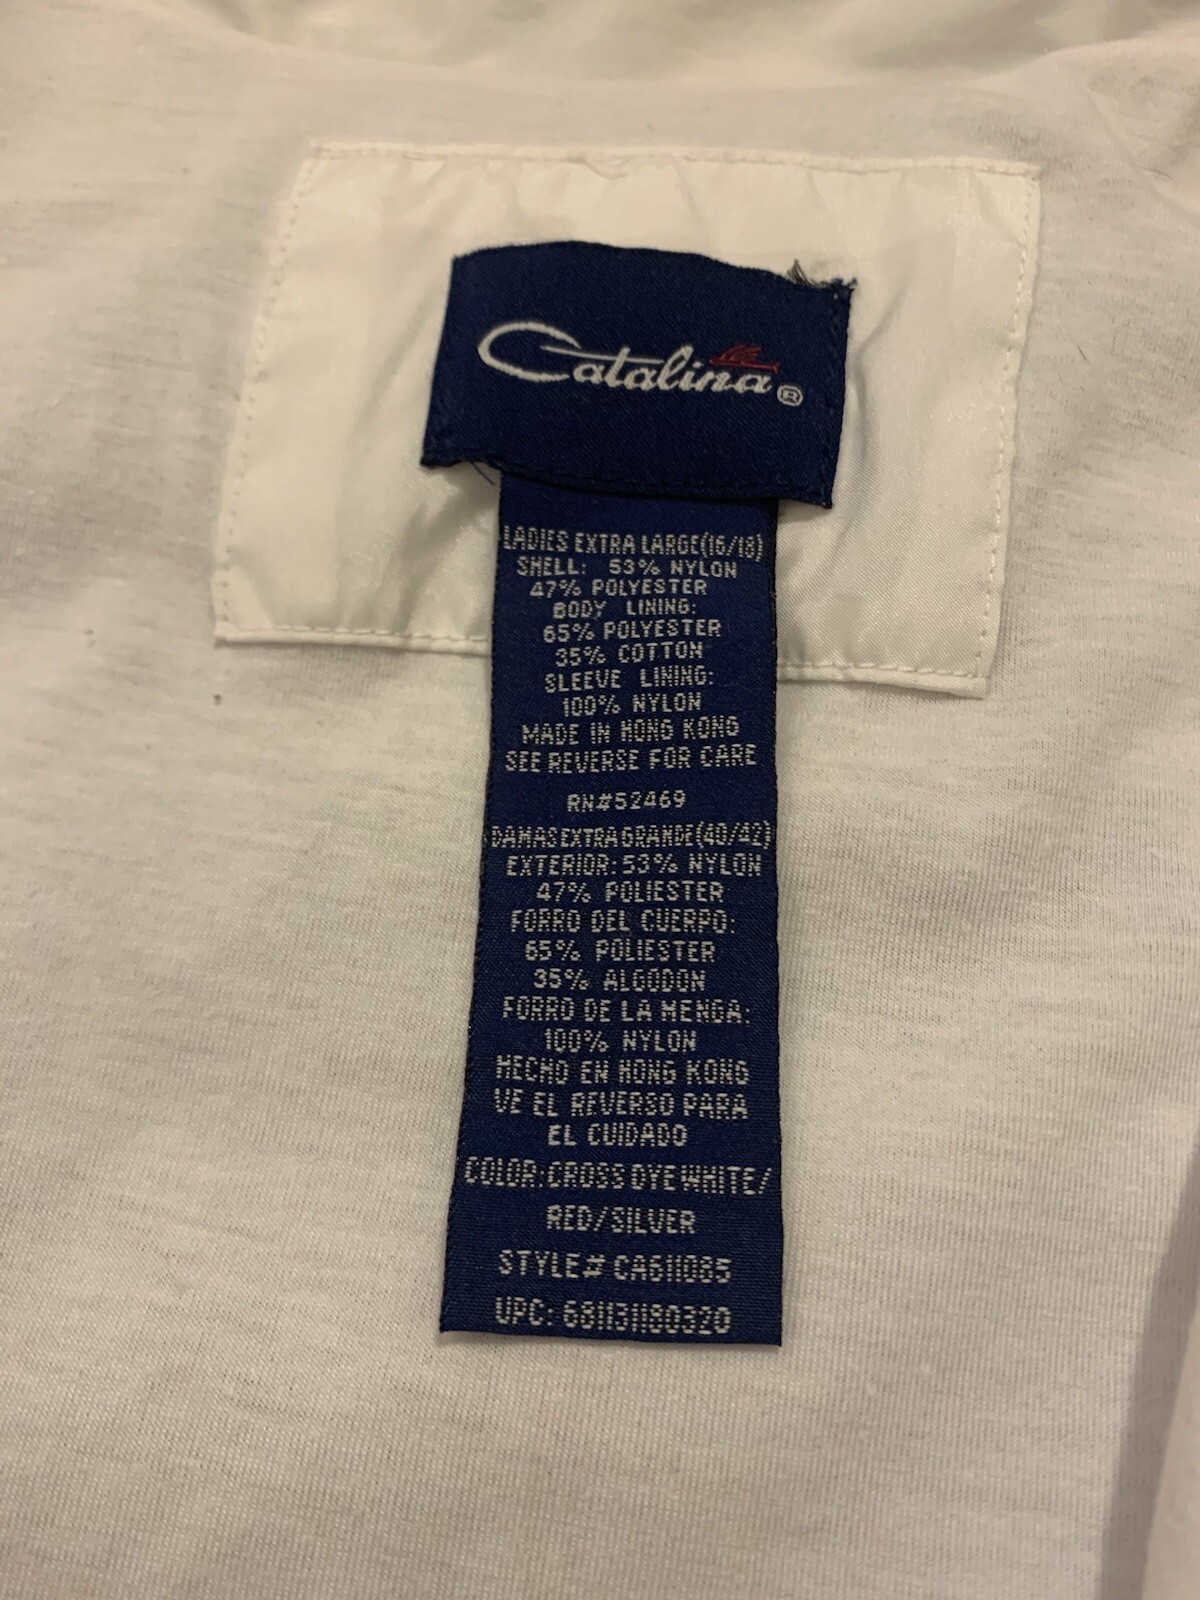 Catalina®
LADIES EXTRA LARGE(16/18)
SHELL: 53% NYLON
47% POLYESTER
BODY LINING:
65% POLYESTER
35% COTTON
SLEEVE LINING:
100% NYLON
MADE IN HONG KONG
SEE REVERSE FOR CARE
RN#52469
DAMAS EXTRA GRANDE(40/42)
EXTERIOR: 53% NYLON
47% POLIESTER
FORRO DEL CUERPO:
65% POLIESTER
35% ALGODON
FORRO DE LA MENGA:
100% NYLON
HECHO EN HONG KONG
VE EL REVERSO PARA
EL CUIDADO
COLOR:CROSS DYE WHITE/
RED/SILVER
STYLE# CA611085
UPC: 681131180320